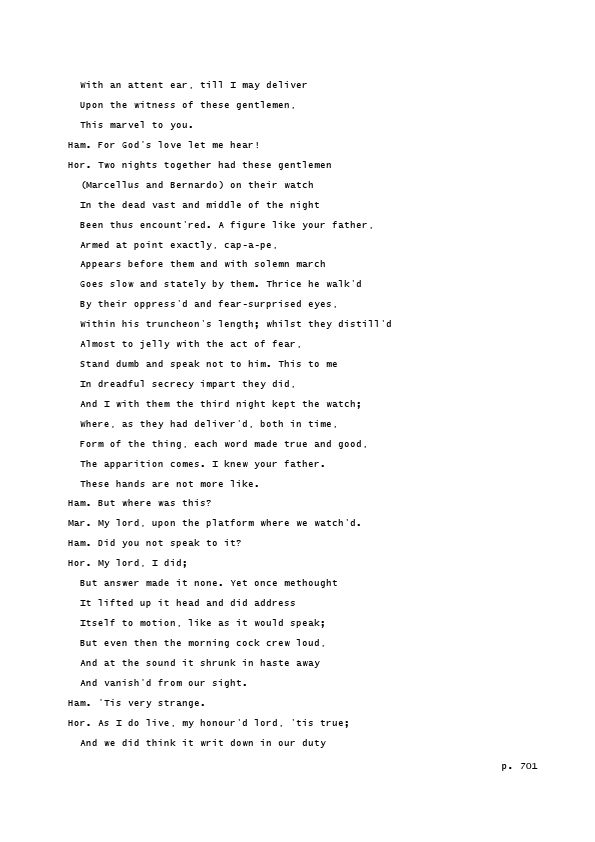 With an attent ear, till I may deliver
Upon the witness of these gentlemen,
This marvel to you.
Ham. For God's love let me hear!
Hor. Two nights together had these gentlemen
(Marcellus and Bernardo) on their watch
In the dead vast and middle of the night
Been thus encount'red. A figure like your father,
Armed at point exactly, cap-a-pe,
Appears before them and with solemn march
Goes slow and stately by them. Thrice he walk'd
By their oppress'd and fear-surprised eyes,
Within his truncheon's length; whilst they distill'd
Almost to jelly with the act of fear,
Stand dumb and speak not to him. This to me
In dreadful secrecy impart they did,
And I with them the third night kept the watch;
Where, as they had deliver'd, both in time,
Form of the thing, each word made true and good,
The apparition comes. I knew your father.
These hands are not more like.
Ham. But where was this?
Mar. My lord, upon the platform where we watch'd.
Ham. Did you not speak to it?
Hor. My lord, I did;
But answer made it none. Yet once methought
It lifted up it head and did address
Itself to motion, like as it would speak;
But even then the morning cock crew loud,
And at the sound it shrunk in haste away
And vanish'd from our sight.
Ham. 'Tis very strange.
Hor. As I do live, my honour'd lord, 'tis true;
And we did think it writ down in our duty
p. 701